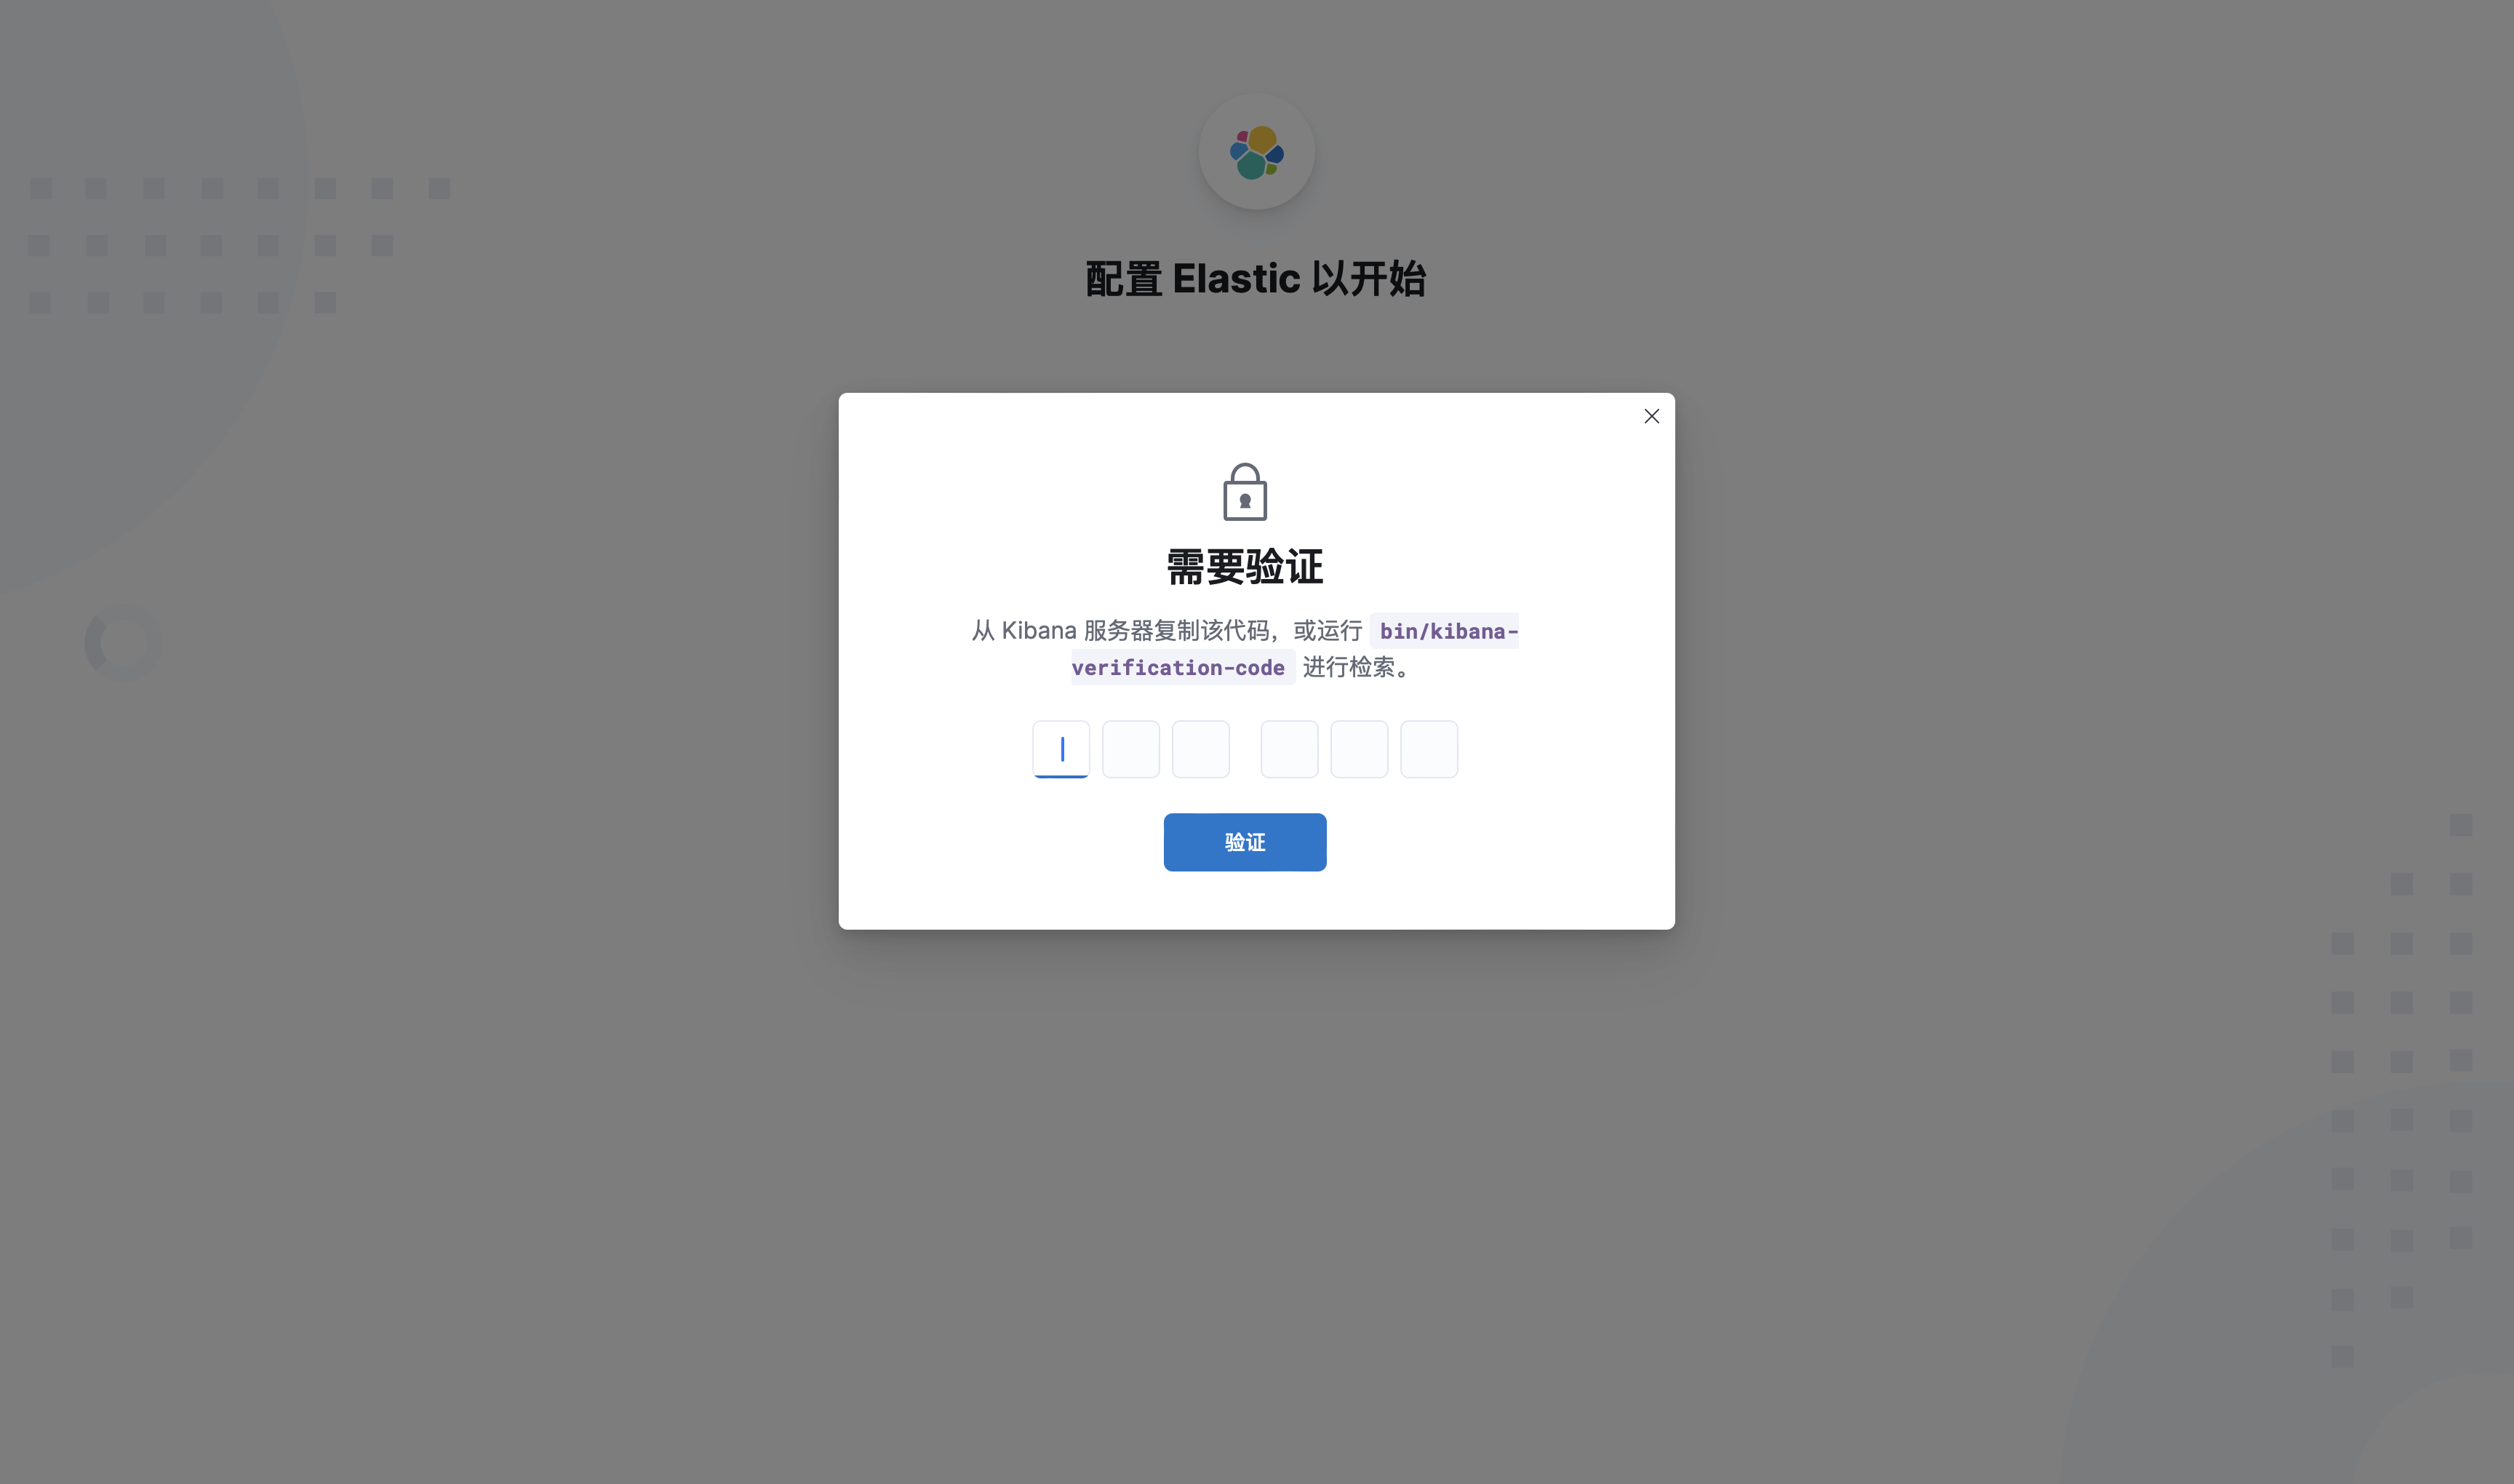 配置 Elastic 以开始
需要验证
从 Kibana 服务器复制该代码，或运行 bin/kibana-
verification-code 进行检索。
验证